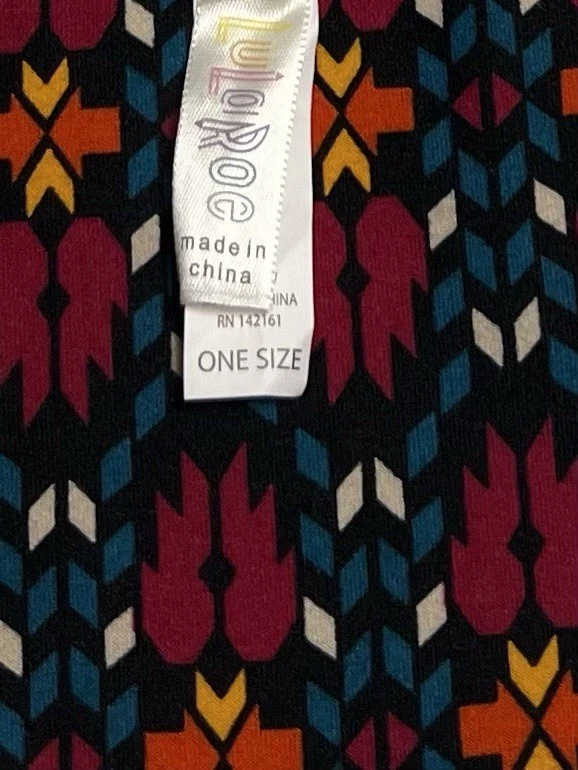 LuLaRoe
made in
china
HINA
RN 142161
ONE SIZE